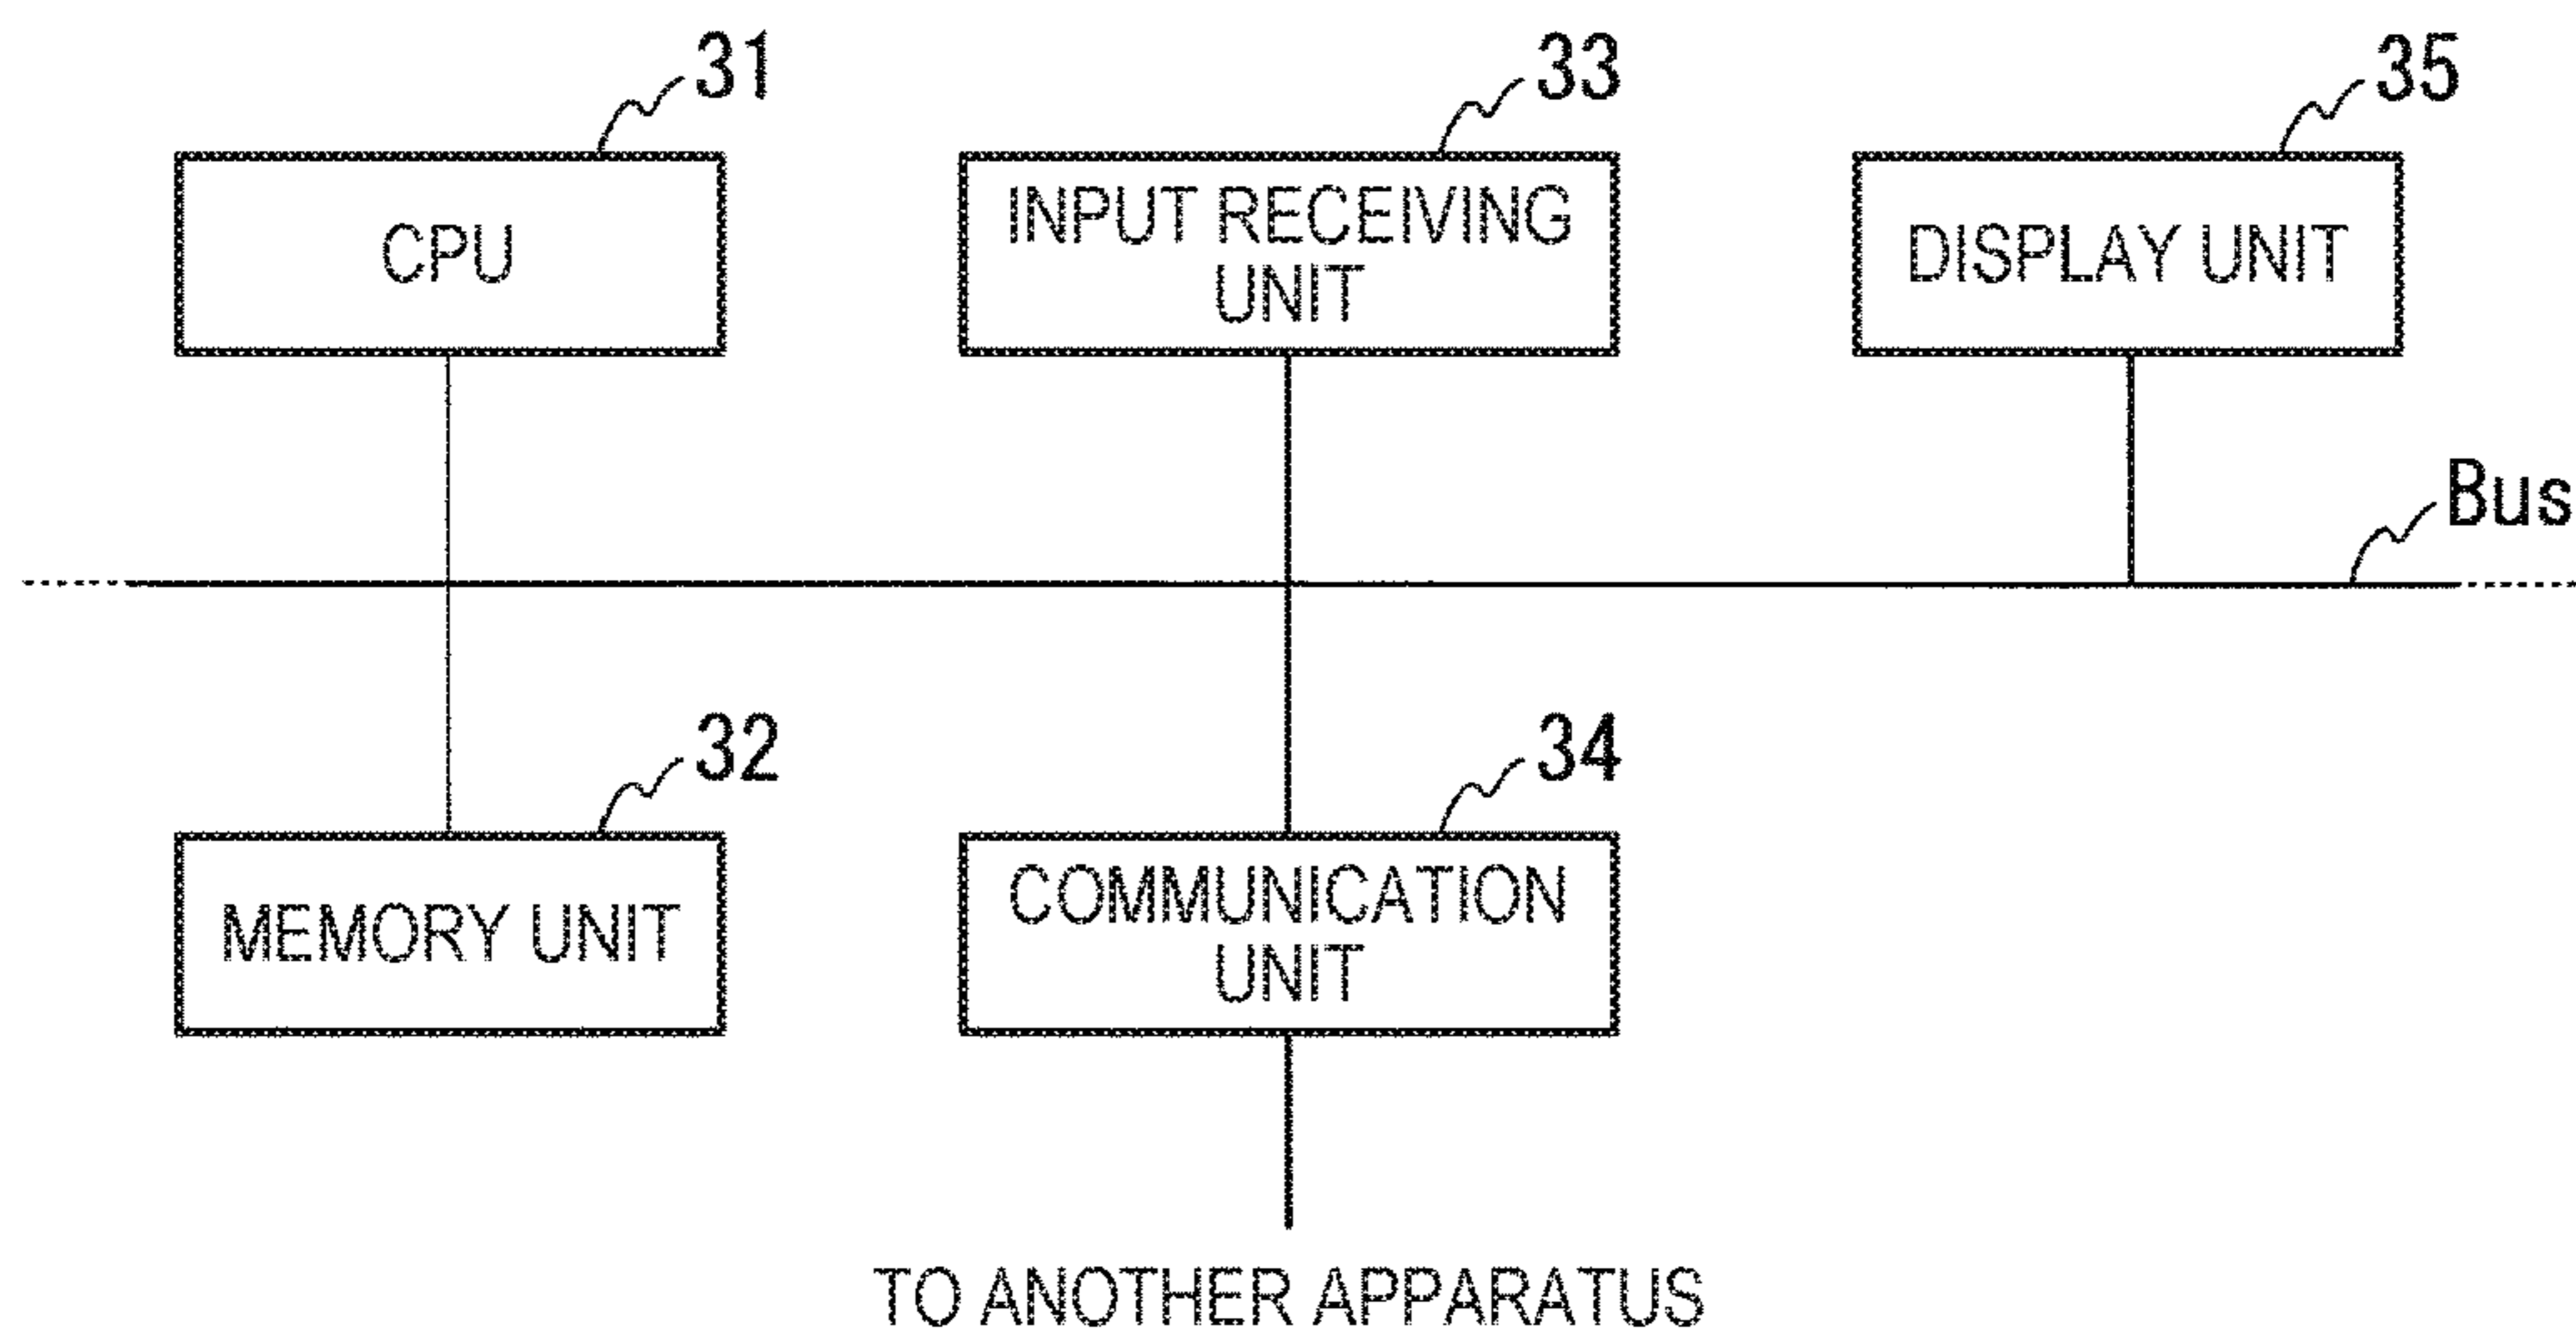 31
33
35
CPU
INPUT RECEIVING
UNIT
DISPLAY UNIT
Bus
32
34
MEMORY UNIT
COMMUNICATION
UNIT
TO ANOTHER APPARATUS